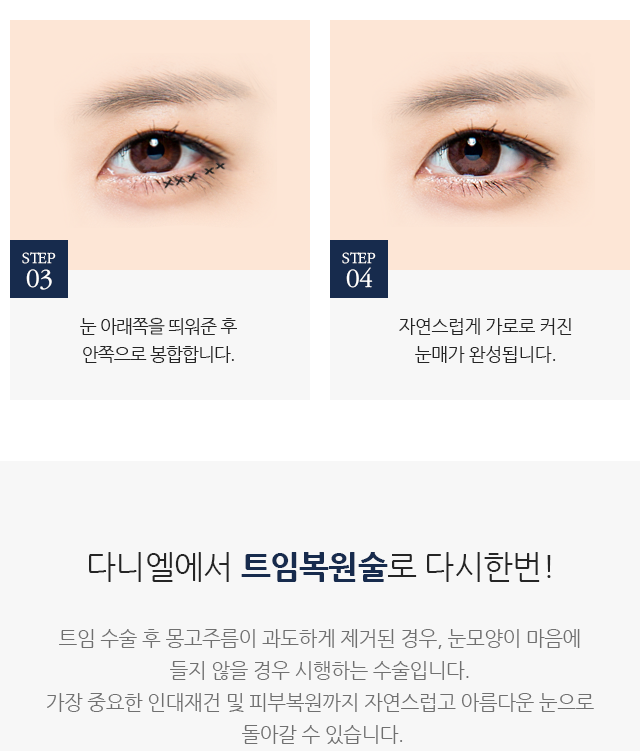 STEP
03
눈 아래쪽을 띄워준 후
안쪽으로 봉합합니다.
STEP
04
자연스럽게 가로로 커진
눈매가 완성됩니다.
다니엘에서 트임복원술로 다시한번!
트임 수술 후 몽고주름이 과도하게 제거된 경우, 눈모양이 마음에
들지 않을 경우 시행하는 수술입니다.
가장 중요한 인대재건 및 피부복원까지 자연스럽고 아름다운 눈으로
돌아갈 수 있습니다.